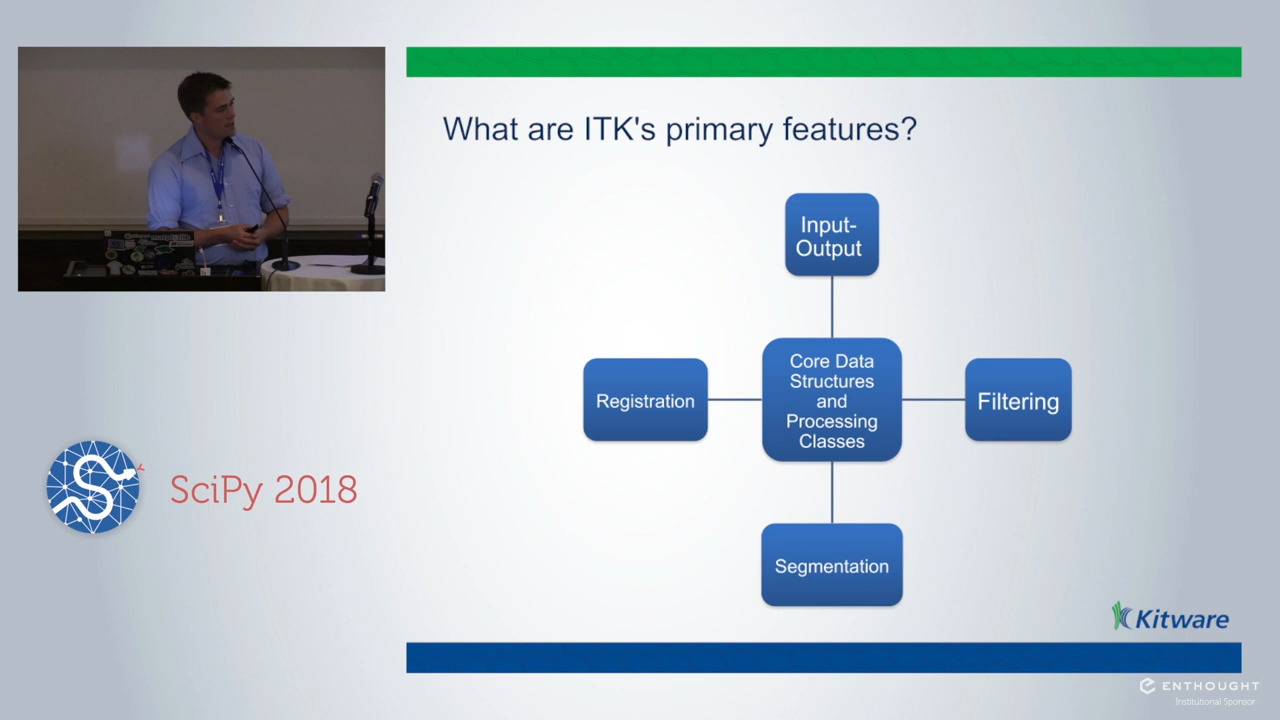 What are ITK's primary features?
Input-
Output
Registration
Core Data
Structures
and
Processing
Classes
Filtering
Segmentation
SciPy 2018
Kitware
ENTHOUGHT
Institutional Sponsor